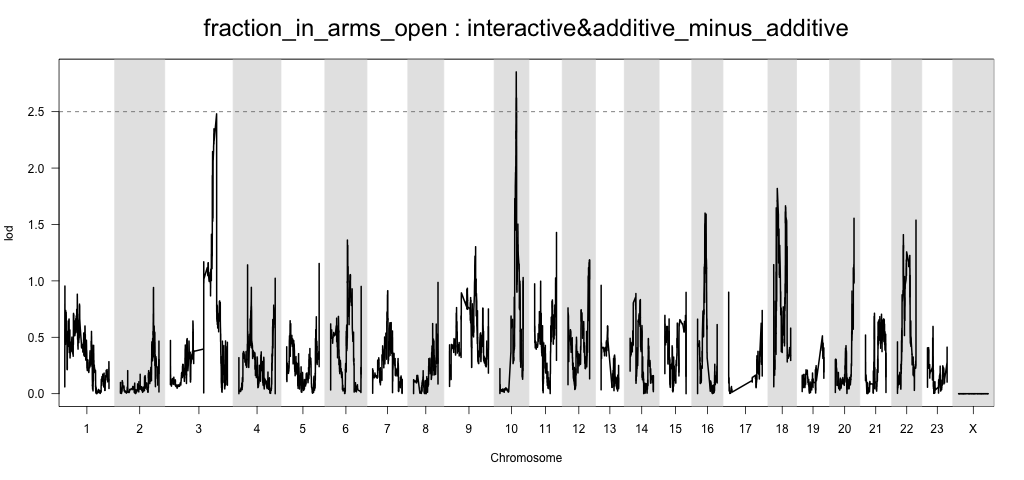 fraction_in_arms_open : interactive&additive_minus_additive
lod
2.5
2.0
1.5
1.0
0.5
0.0
1 2 3 4 5 6 7 8 9 10 11 12 13 14 15 16 17 18 19 20 21 22 23 X
Chromosome